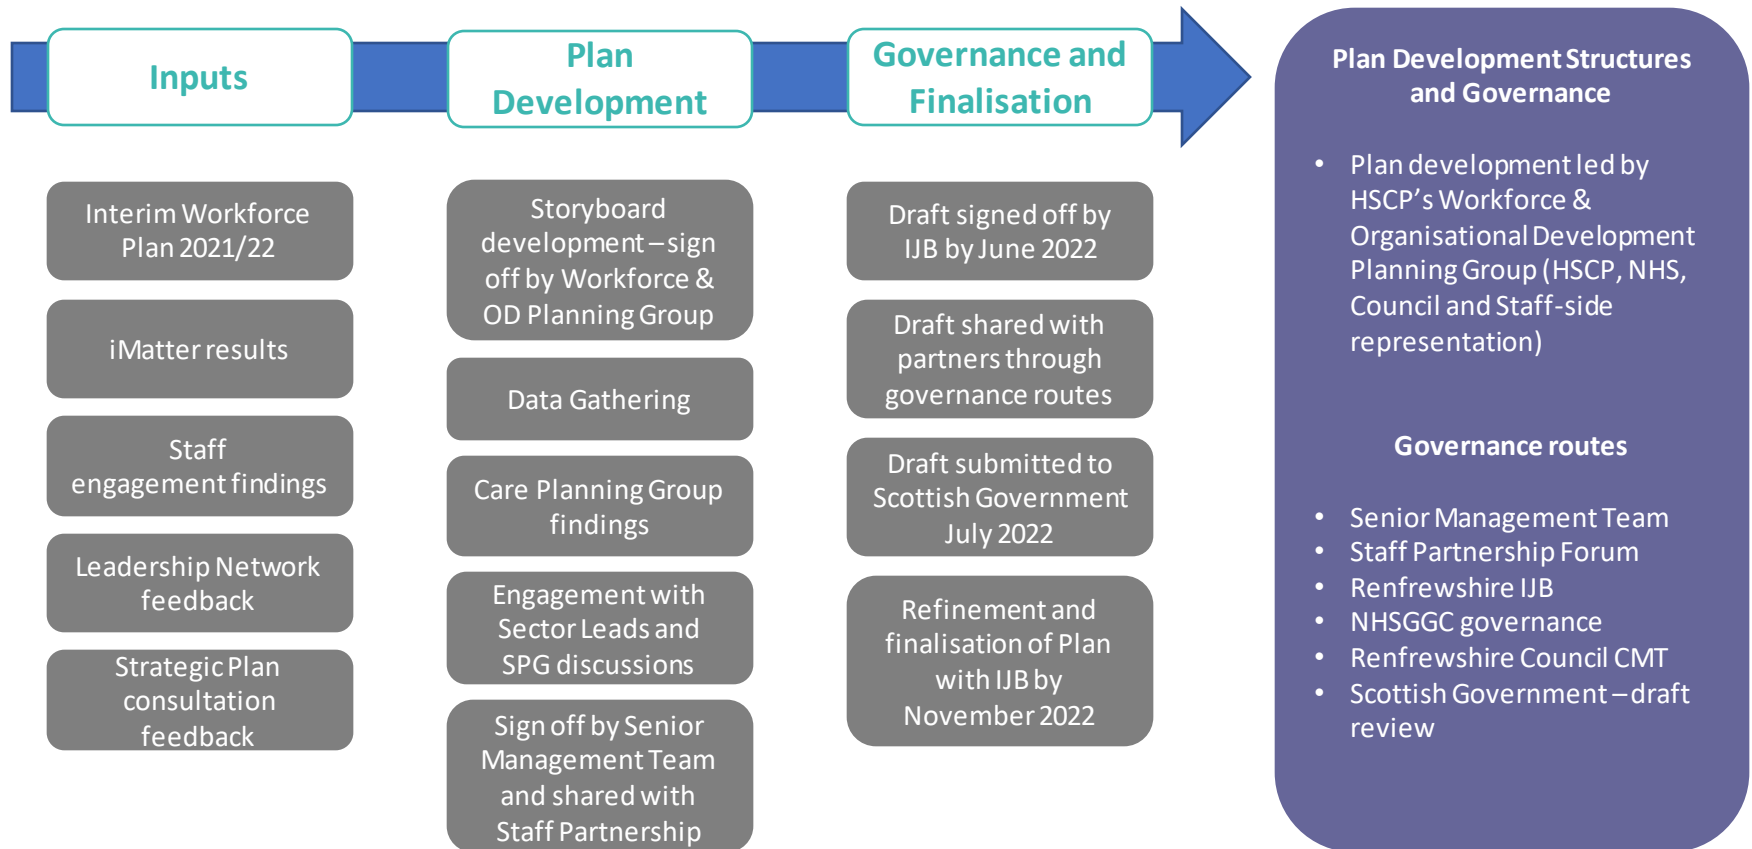 Inputs
Interim Workforce
Plan 2021/22
iMatter results
Staff
engagement findings
Leadership Network
feedback
Strategic Plan
consultation
feedback
Plan
Development
Storyboard
development – sign
off by Workforce &
OD Planning Group
Data Gathering
Care Planning Group
findings
Engagement with
Sector Leads and
SPG discussions
Sign off by Senior
Management Team
and shared with
Staff Partnership
Governance and
Finalisation
Draft signed off by
IJB by June 2022
Draft shared with
partners through
governance routes
Draft submitted to
Scottish Government
July 2022
Refinement and
finalisation of Plan
with IJB by
November 2022
Plan Development Structures
and Governance
• Plan development led by
HSCP’s Workforce &
Organisational Development
Planning Group (HSCP, NHS,
Council and Staff-side
representation)
Governance routes
• Senior Management Team
• Staff Partnership Forum
• Renfrewshire IJB
• NHSGGC governance
• Renfrewshire Council CMT
• Scottish Government – draft
review